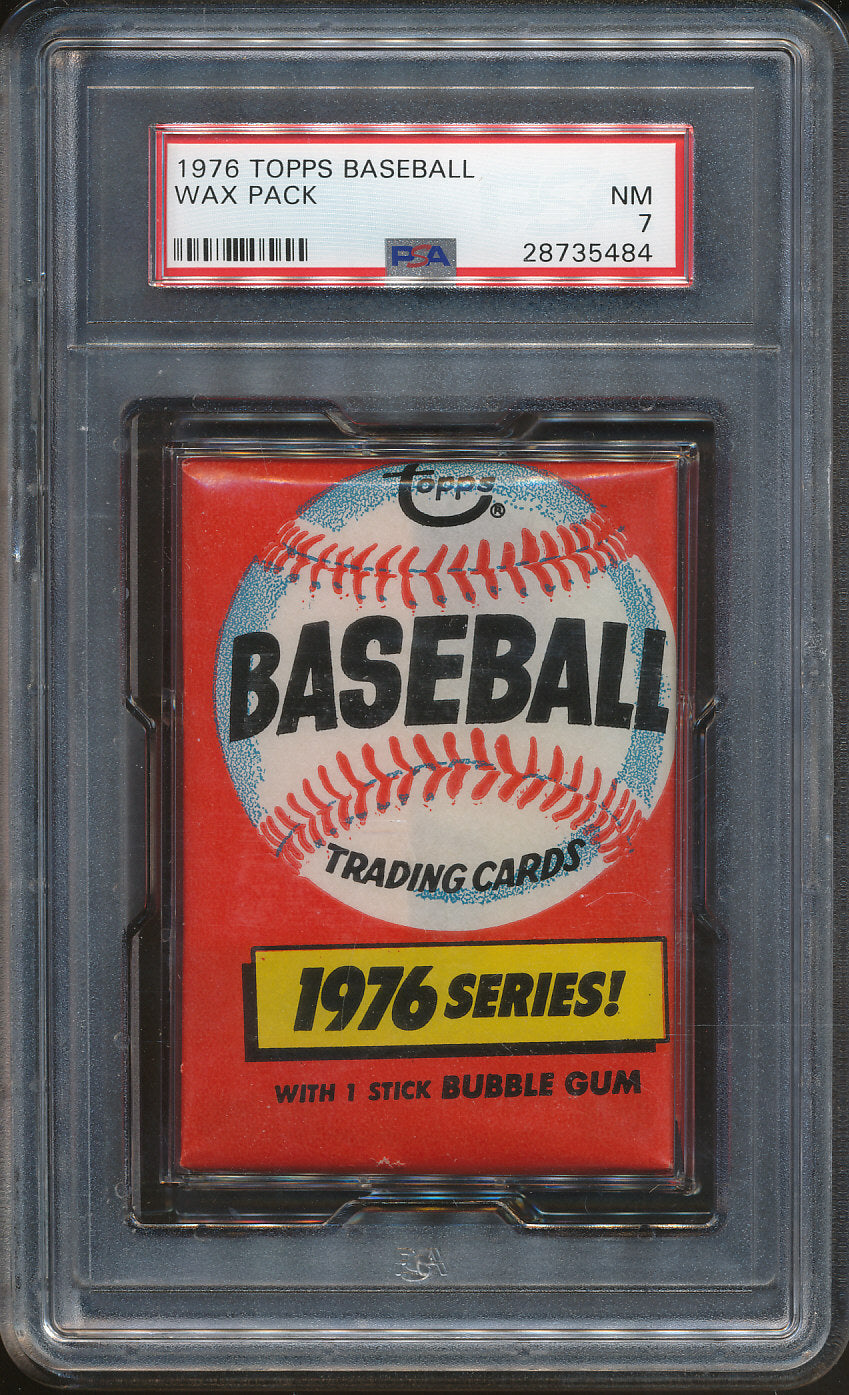 1976 TOPPS BASEBALL
WAX PACK
NM
7
PSA
28735484
Topps®
BASEBALL
TRADING CARDS
1976 SERIES!
WITH 1 STICK BUBBLE GUM
PSA